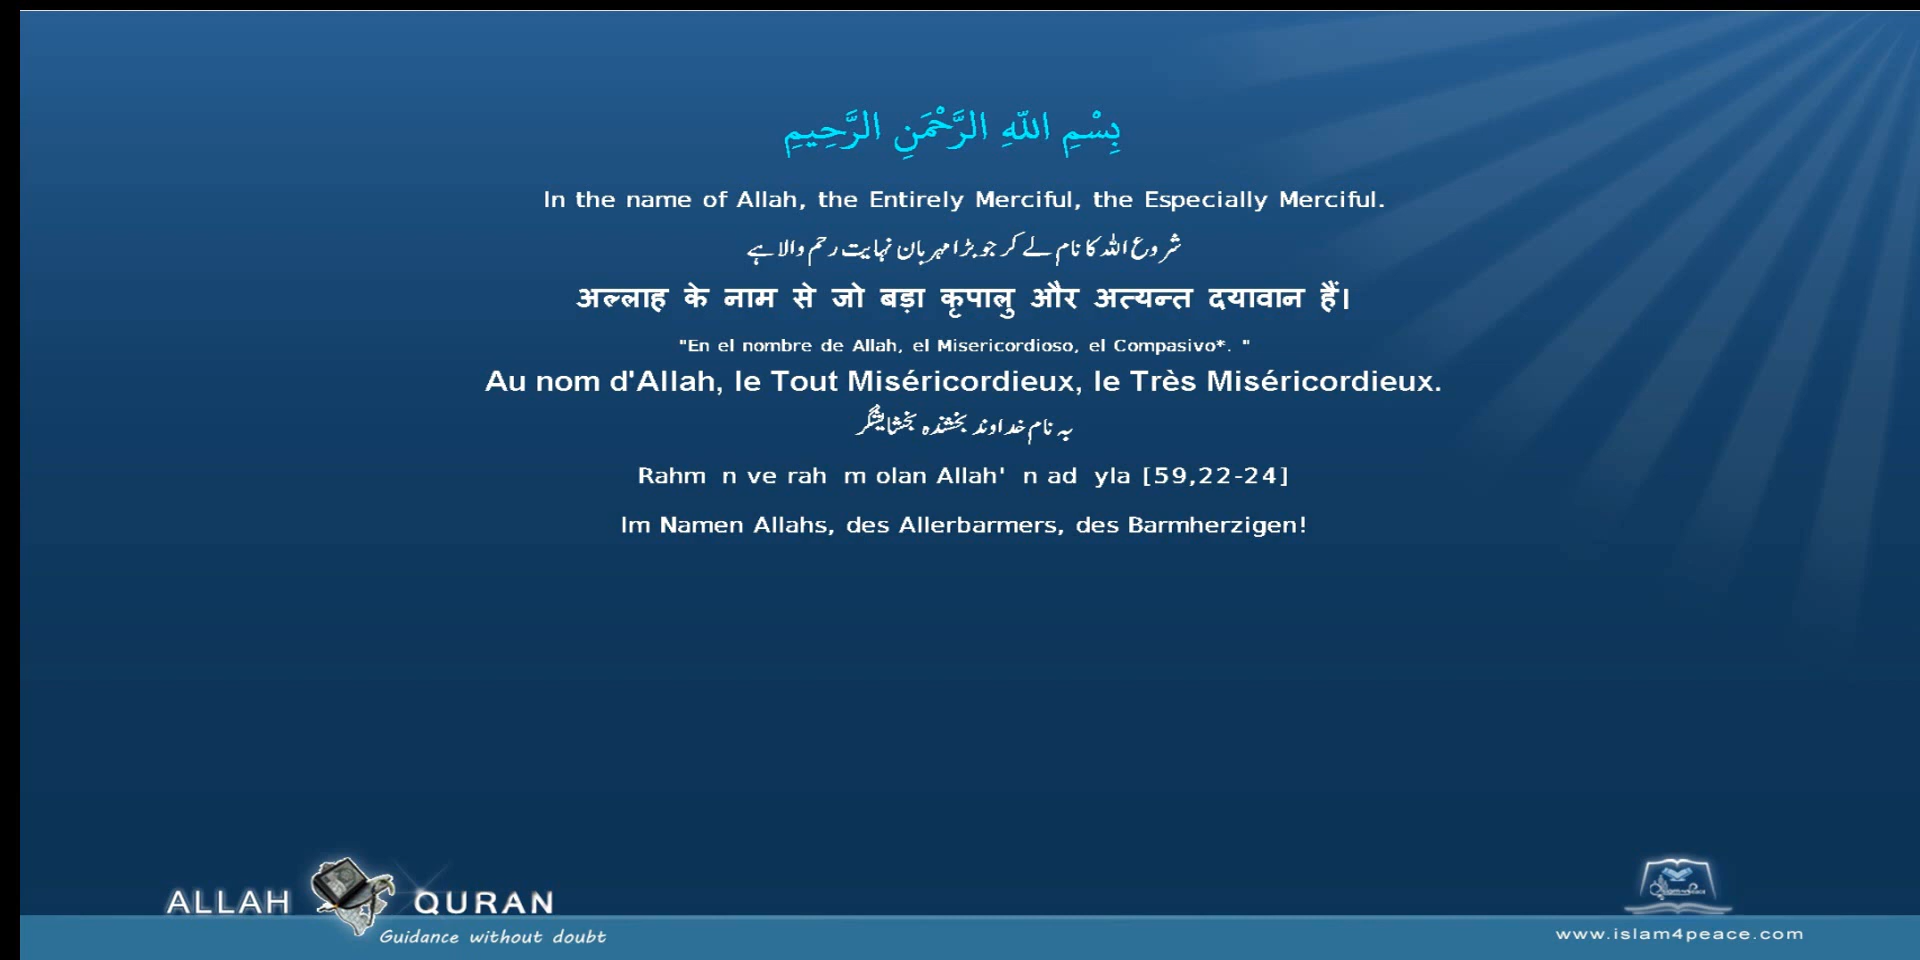 بِسْمِ اللَّهِ الرَّحْمَنِ الرَّحِيمِ
In the name of Allah, the Entirely Merciful, the Especially Merciful.
شروع الله کا نام لے کر جو بڑا مہربان نہایت رحم والا ہے
अल्लाह के नाम से जो बड़ा कृपालु और अत्यन्त दयावान हैं।
"En el nombre de Allah, el Misericordioso, el Compasivo*. "
Au nom d'Allah, le Tout Miséricordieux, le Très Miséricordieux.
به نام خداوند بخشنده بخشایشگر
Rahm n ve rah m olan Allah' n ad yla [59,22-24]
Im Namen Allahs, des Allerbarmers, des Barmherzigen!
ALLAH QURAN
Guidance without doubt
www.islam4peace.com